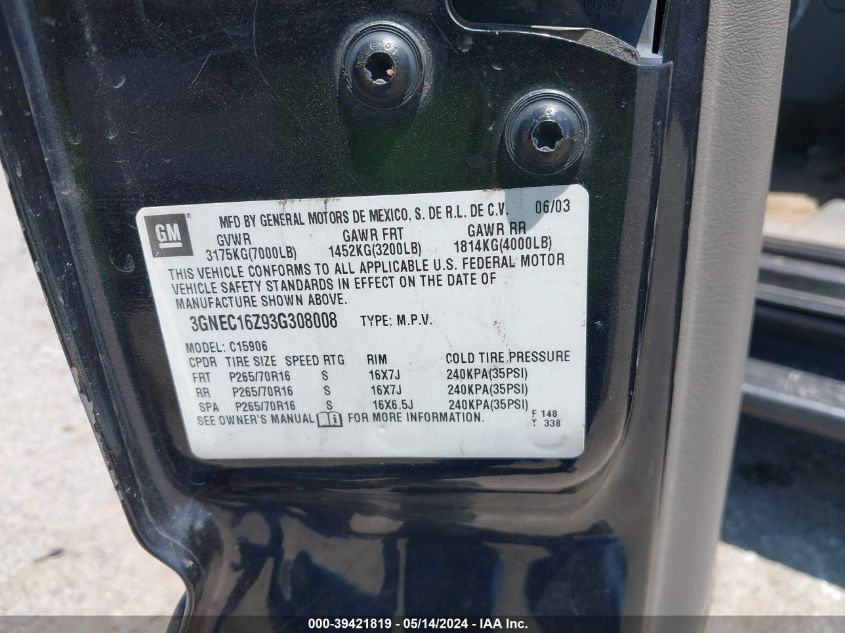 GM
MFD BY GENERAL MOTORS DE MEXICO, S. DE R.L. DE C.V. 06/03
GVWR GAWR FRT GAWR RR
3175KG(7000LB) 1452KG(3200LB) 1814KG(4000LB)
THIS VEHICLE CONFORMS TO ALL APPLICABLE U.S. FEDERAL MOTOR
VEHICLE SAFETY STANDARDS IN EFFECT ON THE DATE OF
MANUFACTURE SHOWN ABOVE.
3GNEC16Z93G308008 TYPE: M.P.V.
MODEL: C15906
CPDR TIRE SIZE SPEED RTG RIM COLD TIRE PRESSURE
FRT P265/70R16 S 16X7J 240KPA(35PSI)
RR P265/70R16 S 16X7J 240KPA(35PSI)
SPA P265/70R16 S 16X6.5J 240KPA(35PSI)
SEE OWNER'S MANUAL FOR MORE INFORMATION. F 148
T 338
000-39421819 - 05/14/2024 - IAA Inc.